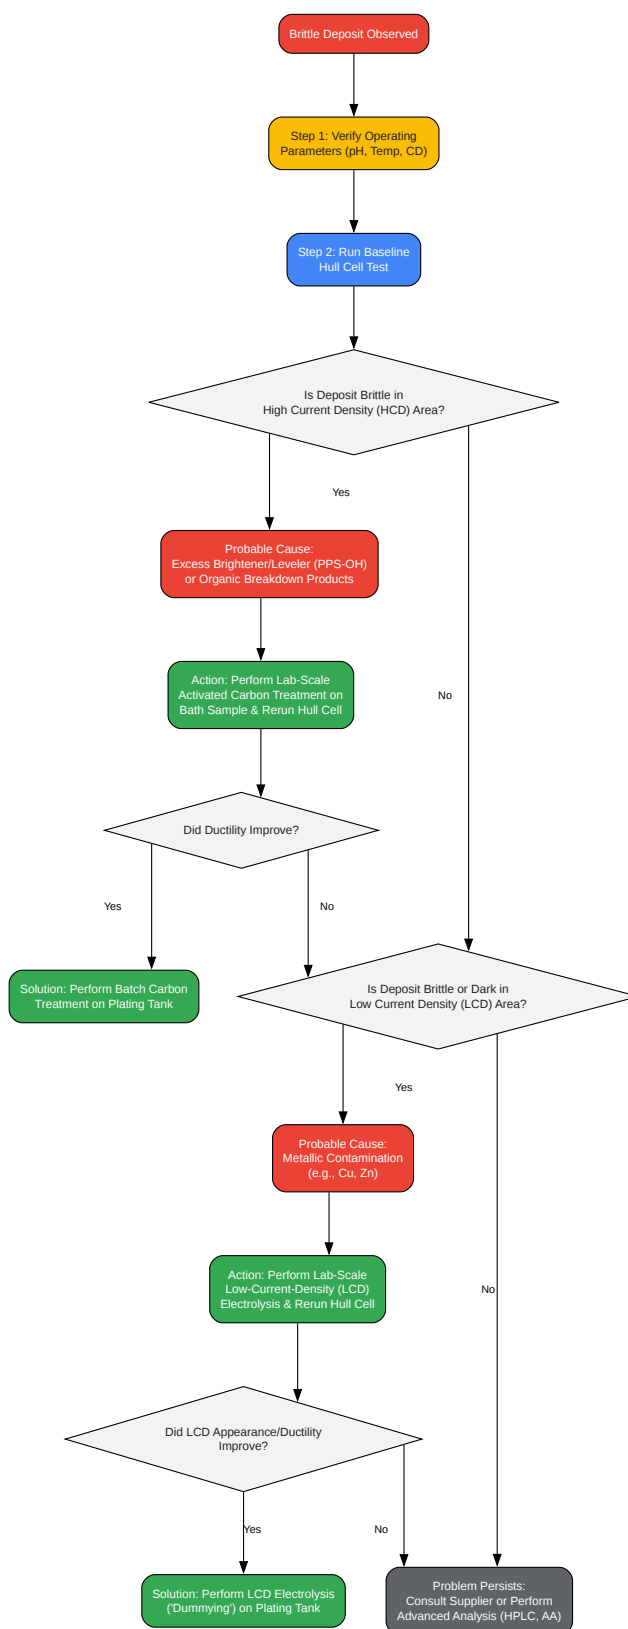 Brittle Deposit Observed
Step 1: Verify Operating
Parameters (pH, Temp, CD)
Step 2: Run Baseline
Hull Cell Test
Is Deposit Brittle in
High Current Density (HCD) Area?
Yes
Probable Cause:
Excess Brightener/Leveler (PPS-OH)
or Organic Breakdown Products
Action: Perform Lab-Scale
Activated Carbon Treatment on
Bath Sample & Rerun Hull Cell
No
Did Ductility Improve?
Yes
No
Solution: Perform Batch Carbon
Treatment on Plating Tank
Is Deposit Brittle or Dark in
Low Current Density (LCD) Area?
Yes
Probable Cause:
Metallic Contamination
(e.g., Cu, Zn)
Action: Perform Lab-Scale
Low-Current-Density (LCD)
Electrolysis & Rerun Hull Cell
No
Did LCD Appearance/Ductility
Improve?
Yes
No
Solution: Perform LCD Electrolysis
('Dummying') on Plating Tank
Problem Persists:
Consult Supplier or Perform
Advanced Analysis (HPLC, AA)